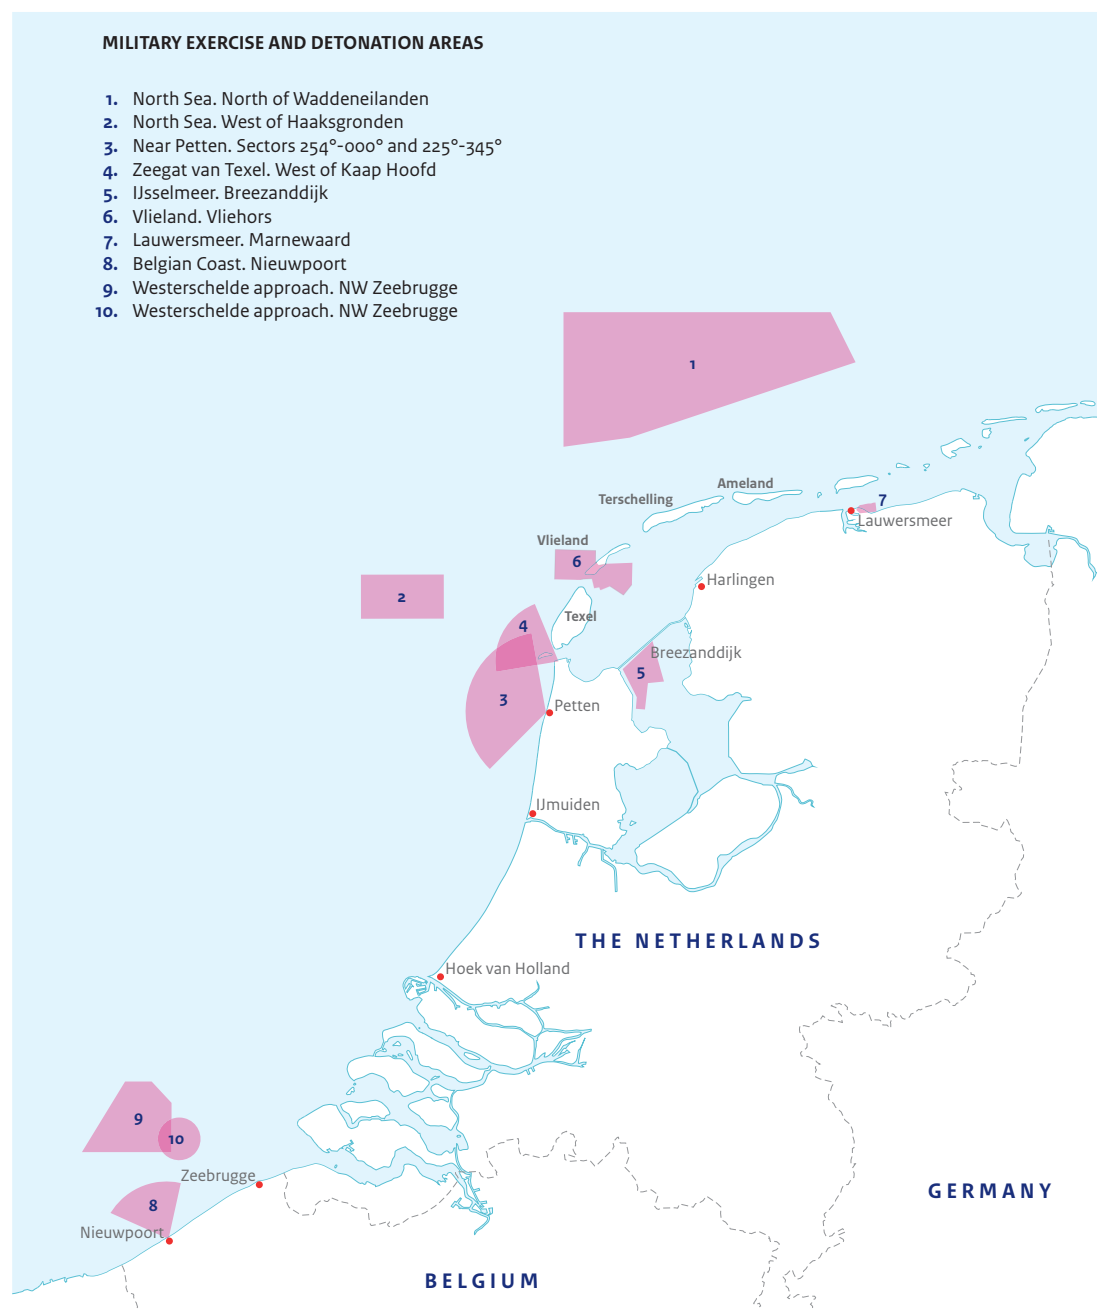 MILITARY EXERCISE AND DETONATION AREAS
1. North Sea. North of Waddeneilanden
2. North Sea. West of Haaksgronden
3. Near Petten. Sectors 254°-000° and 225°-345°
4. Zeegat van Texel. West of Kaap Hoofd
5. IJsselmeer. Breezanddijk
6. Vlieland. Vliehors
7. Lauwersmeer. Marnewaard
8. Belgian Coast. Nieuwpoort
9. Westerschelde approach. NW Zeebrugge
10. Westerschelde approach. NW Zeebrugge
1
Ameland
Terschelling
7
Lauwersmeer
Vlieland
6
Harlingen
2
Texel
4
Breezanddijk
5
3
Petten
IJmuiden
THE NETHERLANDS
Hoek van Holland
9
10
Zeebrugge
GERMANY
8
Nieuwpoort
BELGIUM